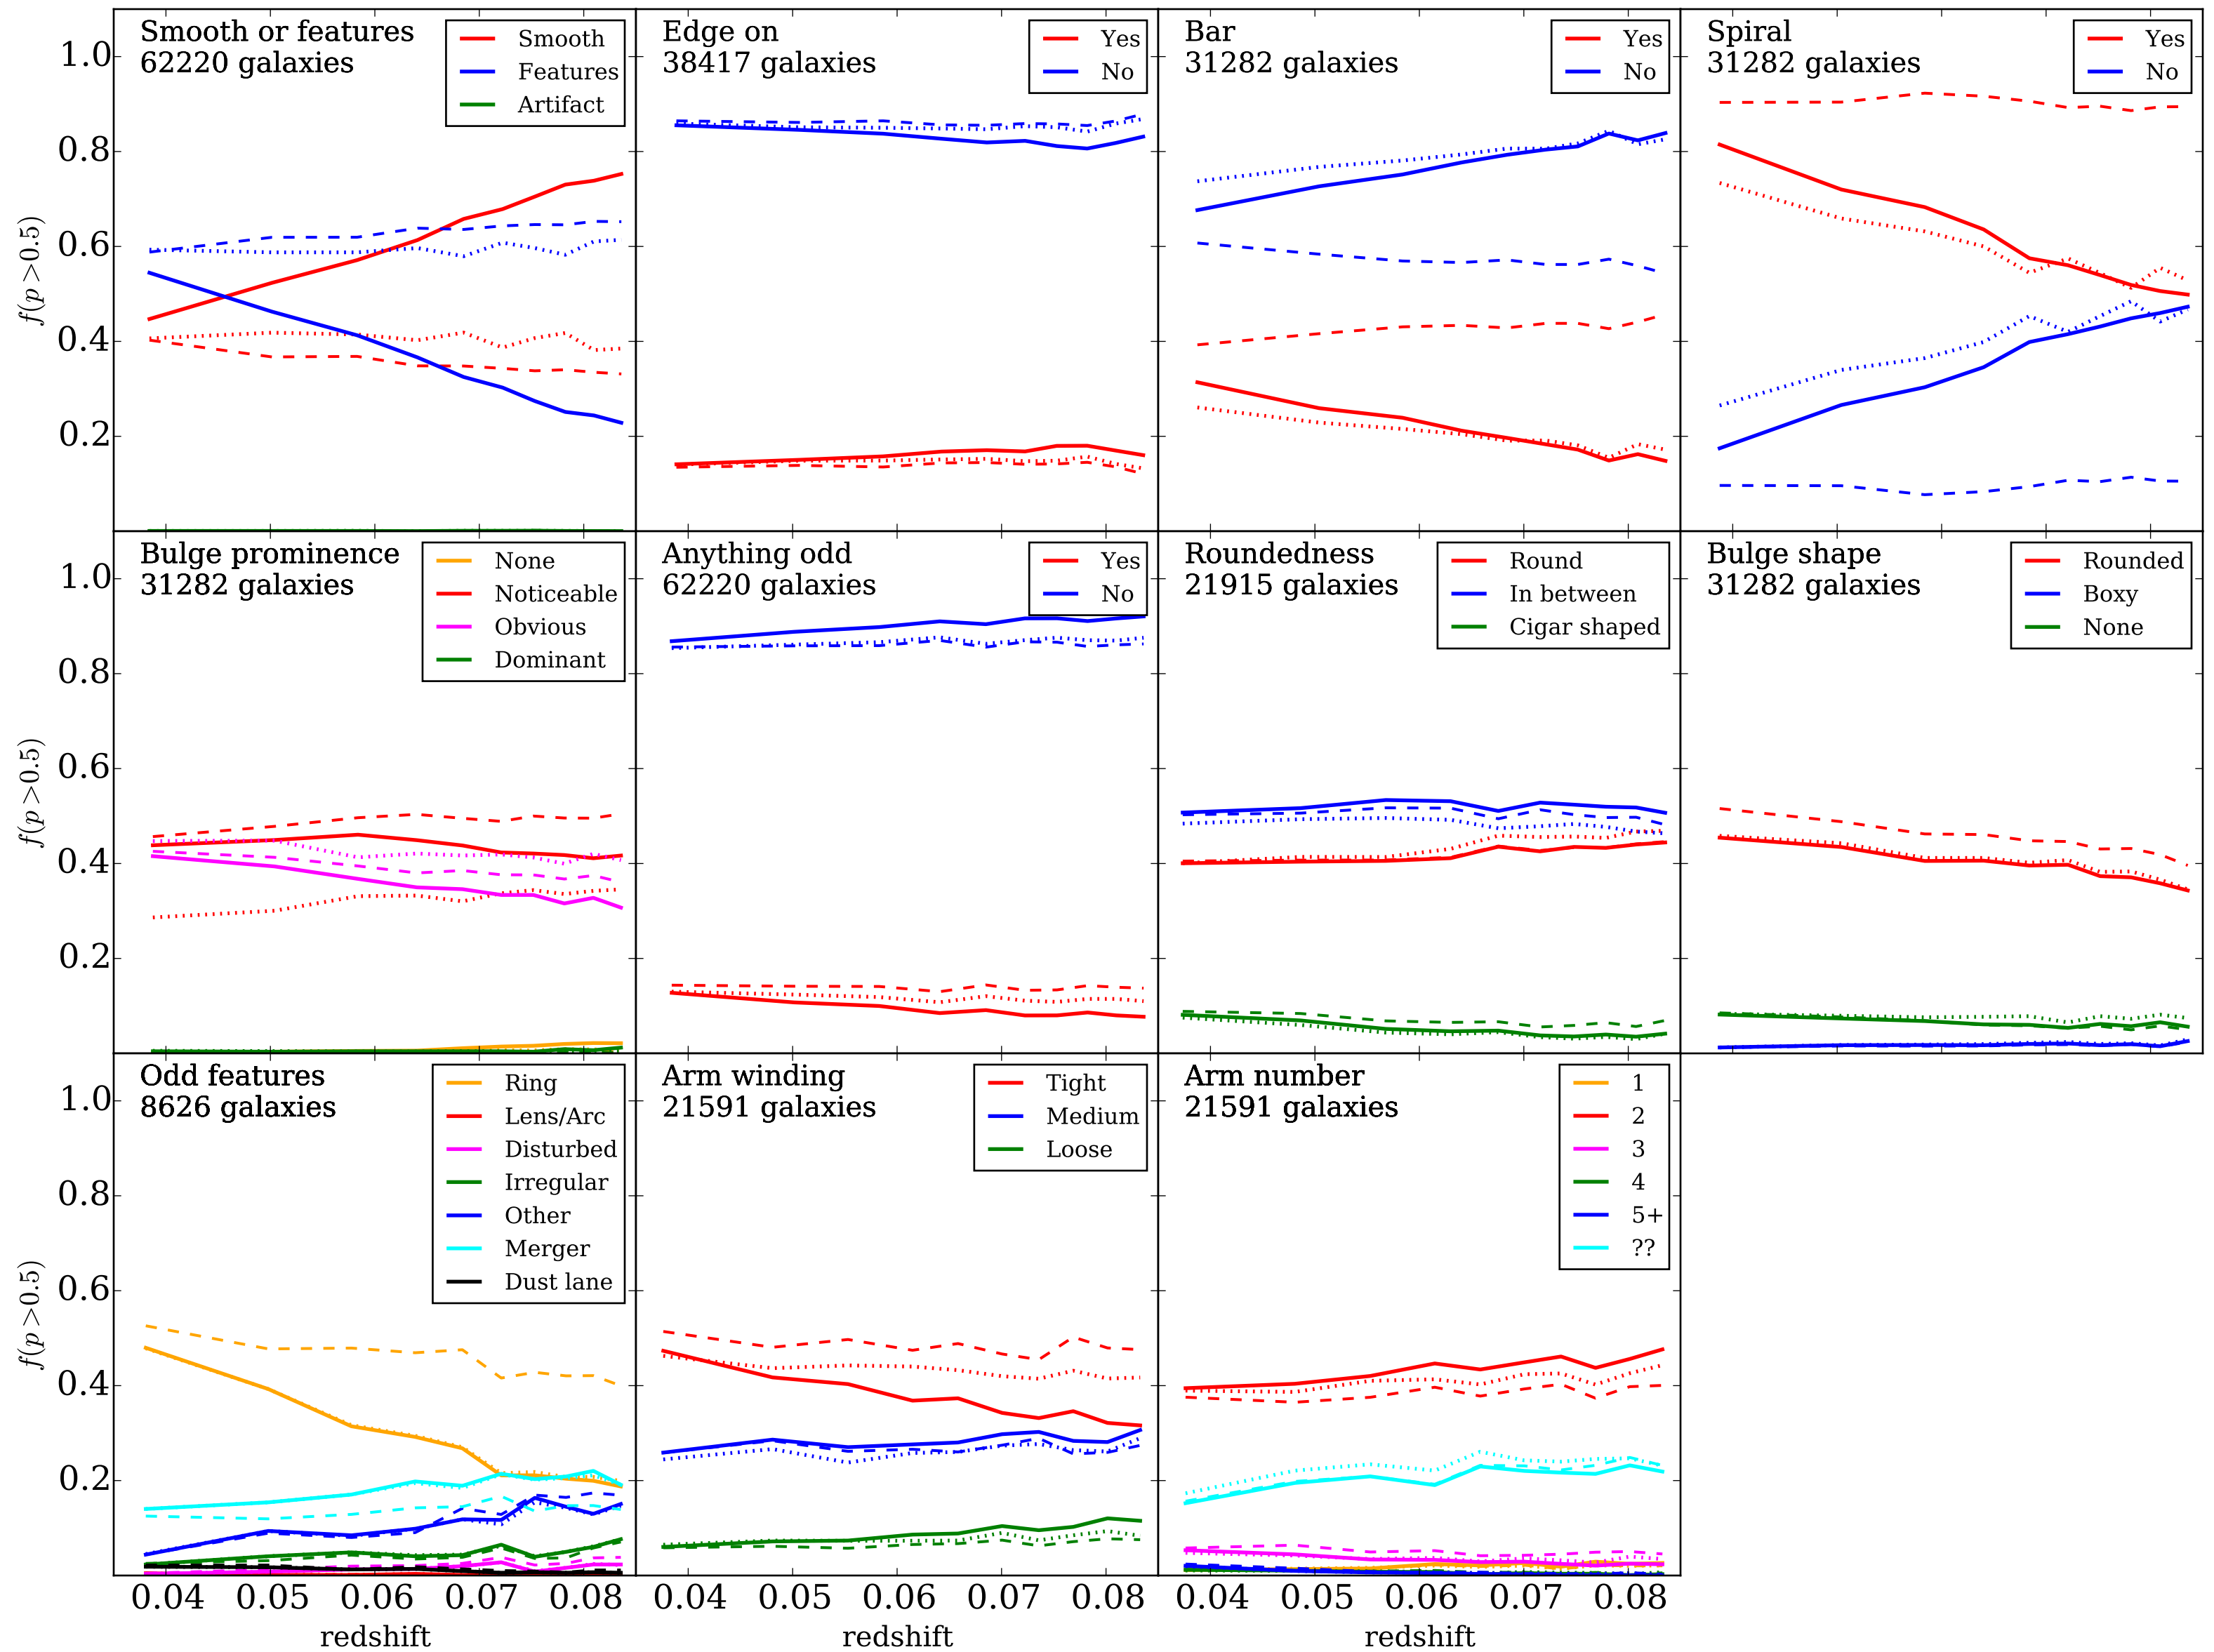 Smooth or features
62220 galaxies
Smooth
Features
Artifact
Edge on
38417 galaxies
Yes
No
Bar
31282 galaxies
Yes
No
Spiral
31282 galaxies
Yes
No
1.0
0.8
0.6
0.4
0.2
f(p>0.5)
Bulge prominence
31282 galaxies
None
Noticeable
Obvious
Dominant
Anything odd
62220 galaxies
Yes
No
Roundedness
21915 galaxies
Round
In between
Cigar shaped
Bulge shape
31282 galaxies
Rounded
Boxy
None
1.0
0.8
0.6
0.4
0.2
f(p>0.5)
Odd features
8626 galaxies
Ring
Lens/Arc
Disturbed
Irregular
Other
Merger
Dust lane
Arm winding
21591 galaxies
Tight
Medium
Loose
Arm number
21591 galaxies
1
2
3
4
5+
??
1.0
0.8
0.6
0.4
0.2
f(p>0.5)
0.04 0.05 0.06 0.07 0.08
redshift
0.04 0.05 0.06 0.07 0.08
redshift
0.04 0.05 0.06 0.07 0.08
redshift